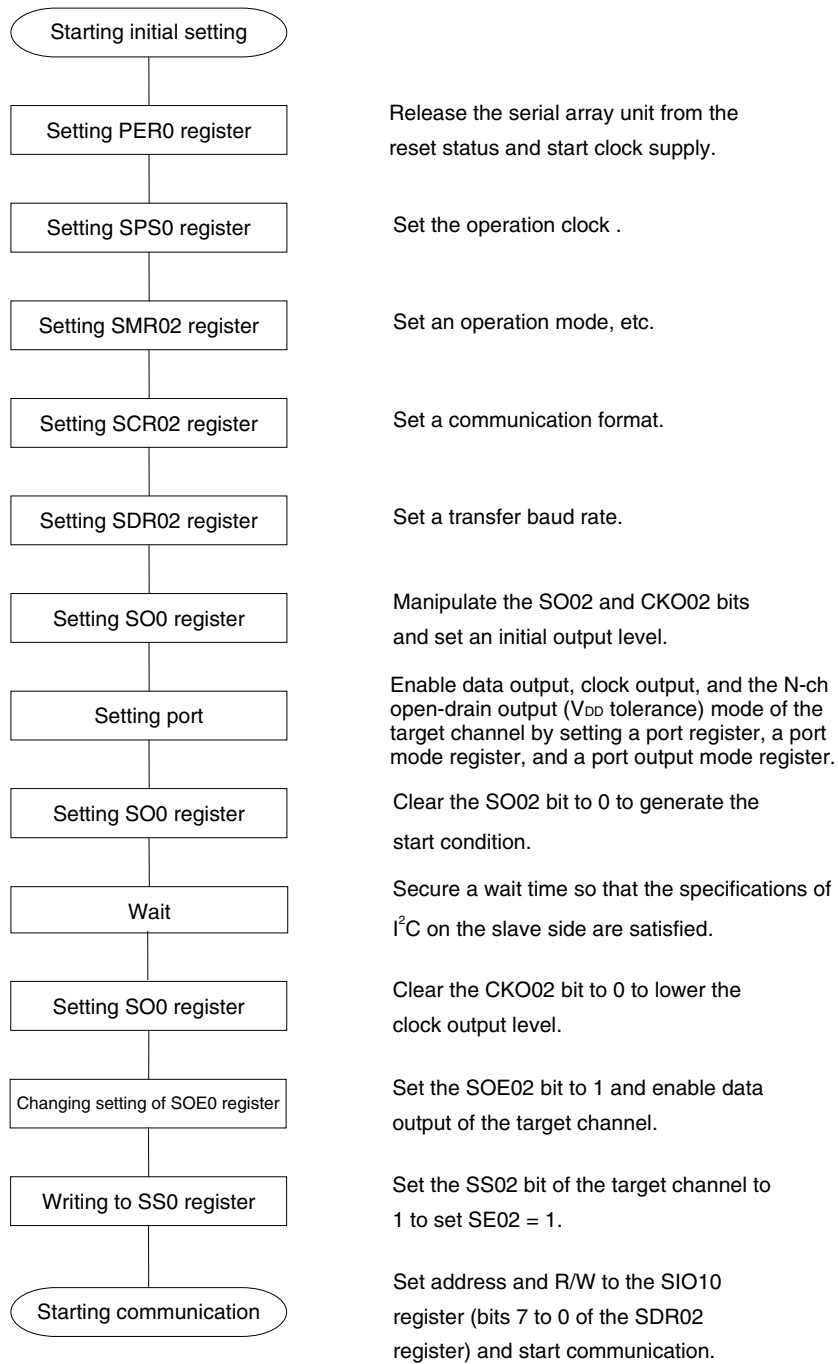 Starting initial setting
Setting PER0 register
Release the serial array unit from the
reset status and start clock supply.
Setting SPS0 register
Set the operation clock .
Setting SMR02 register
Set an operation mode, etc.
Setting SCR02 register
Set a communication format.
Setting SDR02 register
Set a transfer baud rate.
Setting SO0 register
Manipulate the SO02 and CKO02 bits
and set an initial output level.
Setting port
Enable data output, clock output, and the N-ch
open-drain output (VDD tolerance) mode of the
target channel by setting a port register, a port
mode register, and a port output mode register.
Setting SO0 register
Clear the SO02 bit to 0 to generate the
start condition.
Wait
Secure a wait time so that the specifications of
I²C on the slave side are satisfied.
Setting SO0 register
Clear the CKO02 bit to 0 to lower the
clock output level.
Changing setting of SOE0 register
Set the SOE02 bit to 1 and enable data
output of the target channel.
Writing to SS0 register
Set the SS02 bit of the target channel to
1 to set SE02 = 1.
Starting communication
Set address and R/W to the SIO10
register (bits 7 to 0 of the SDR02
register) and start communication.